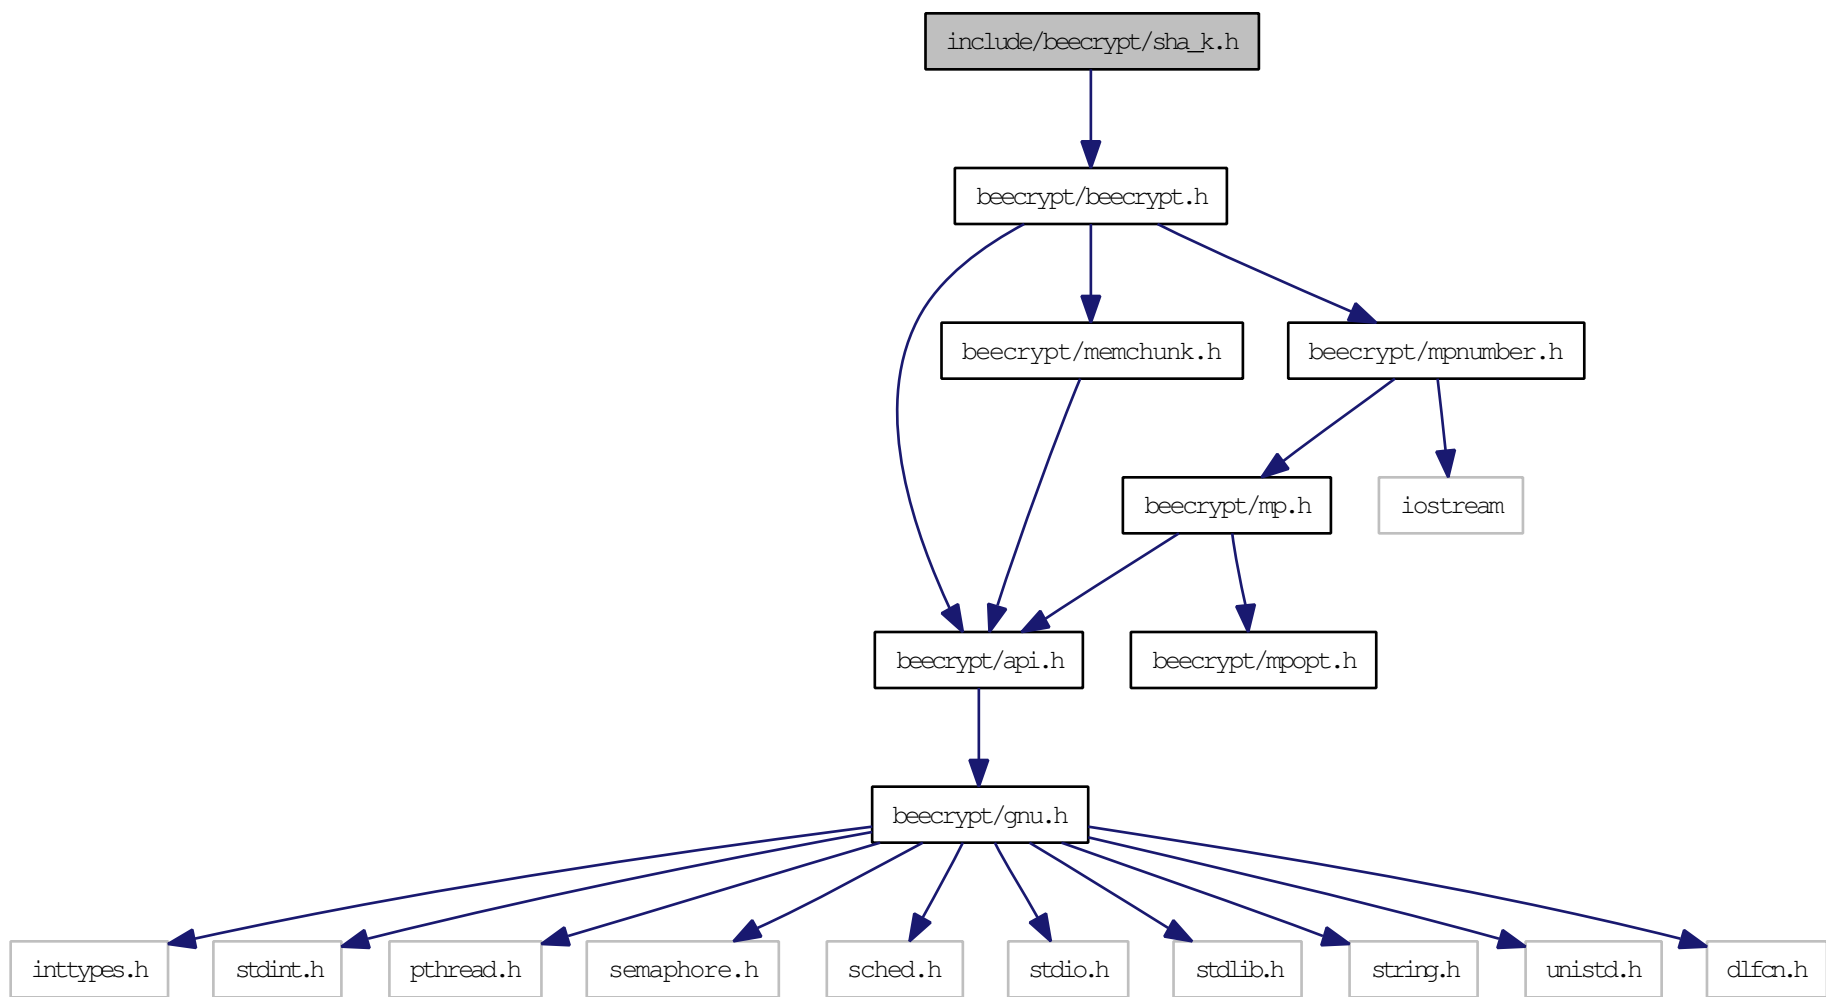 include/beecrypt/sha_k.h
beecrypt/beecrypt.h
beecrypt/memchunk.h
beecrypt/mpnumber.h
beecrypt/mp.h
iostream
beecrypt/api.h
beecrypt/mpopt.h
beecrypt/gnu.h
inttypes.h
stdint.h
pthread.h
semaphore.h
sched.h
stdio.h
stdlib.h
string.h
unistd.h
dlfcn.h